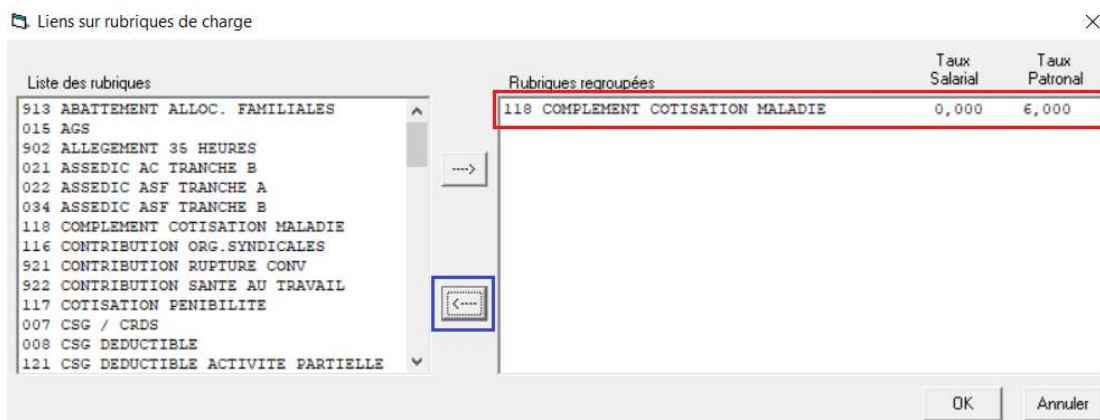 Liens sur rubriques de charge
Liste des rubriques
913 ABATTEMENT ALLOC. FAMILIALES
015 AGS
902 ALLEGEMENT 35 HEURES
021 ASSEDIC AC TRANCHE B
022 ASSEDIC ASF TRANCHE A
034 ASSEDIC ASF TRANCHE B
118 COMPLEMENT COTISATION MALADIE
116 CONTRIBUTION ORG.SYNDICALES
921 CONTRIBUTION RUPTURE CONV
922 CONTRIBUTION SANTE AU TRAVAIL
117 COTISATION PENIBILITE
007 CSG / CRDS
008 CSG DEDUCTIBLE
121 CSG DEDUCTIBLE ACTIVITE PARTIELLE
---->
<----
Rubriques regroupées
Taux Salarial
Taux Patronal
118 COMPLEMENT COTISATION MALADIE 0,000 6,000
OK
Annuler